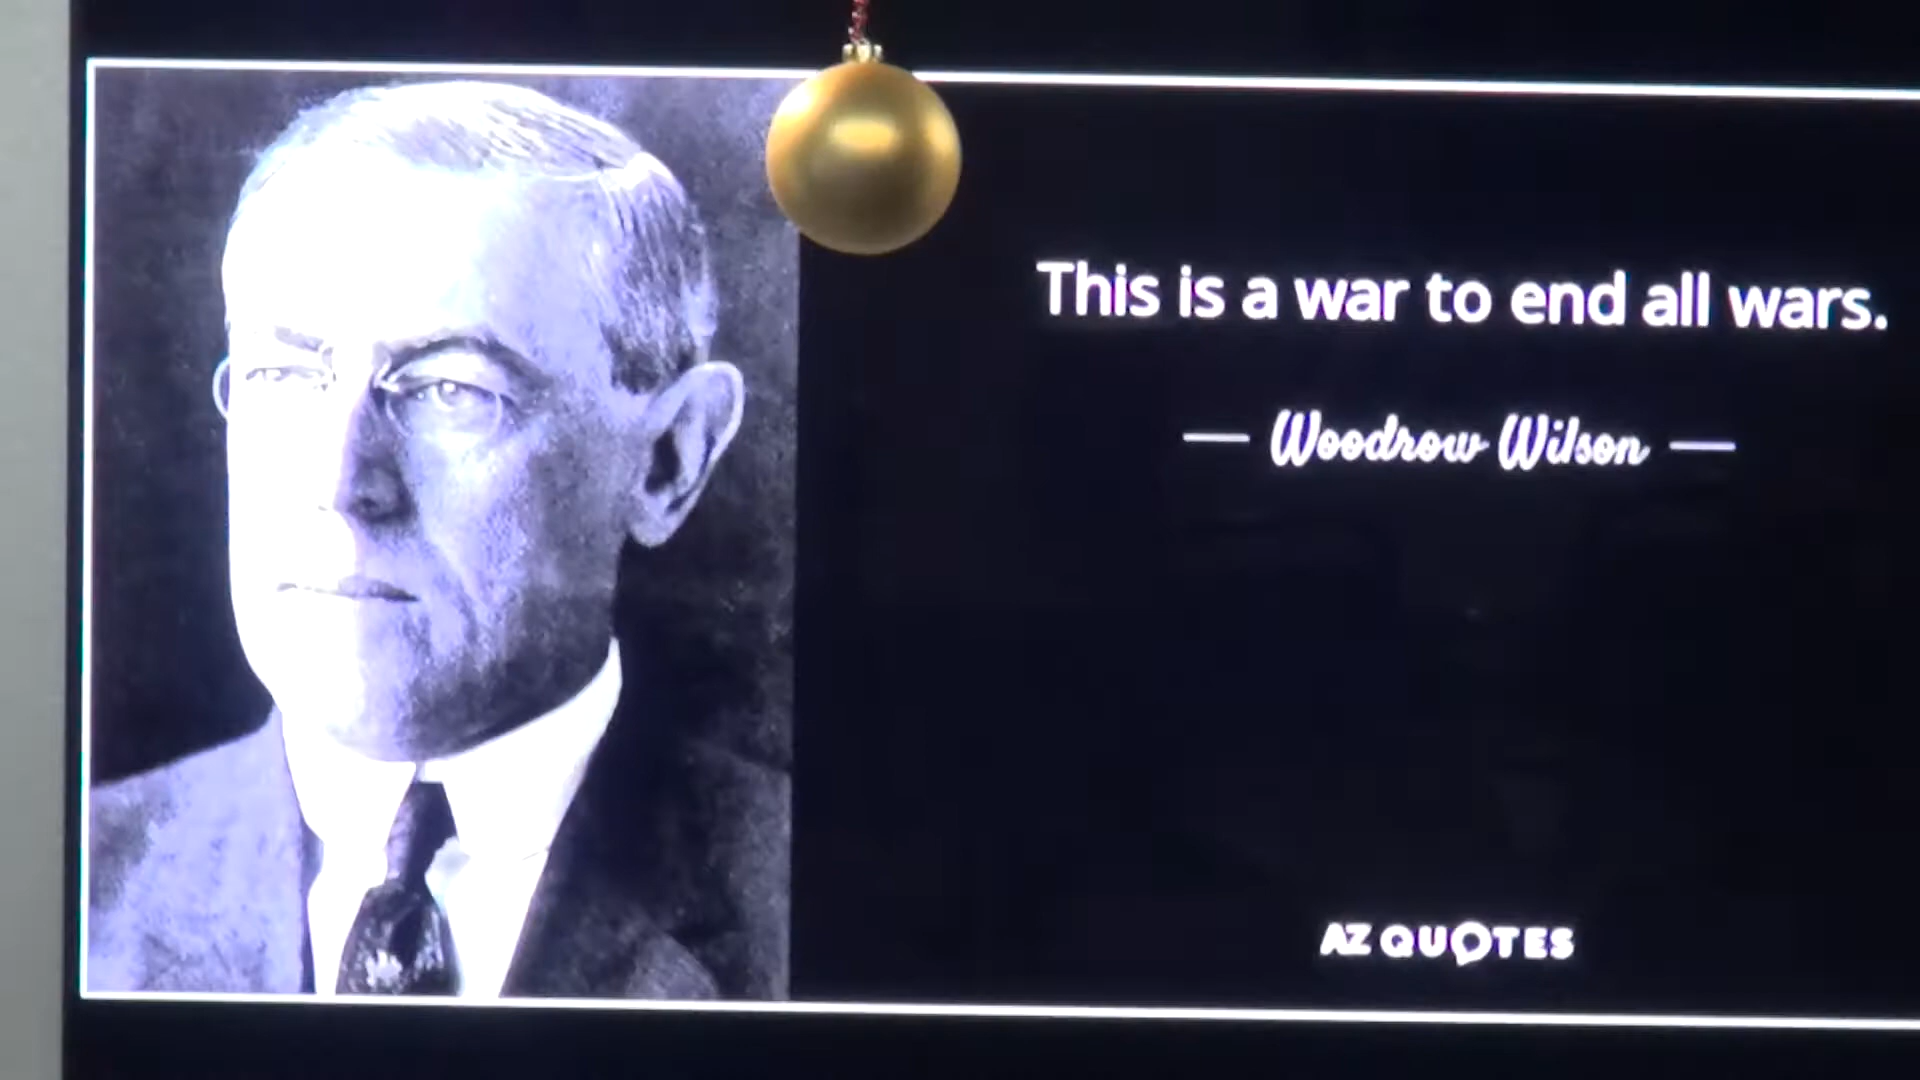 This is a war to end all wars.
— Woodrow Wilson —
AZ QUOTES